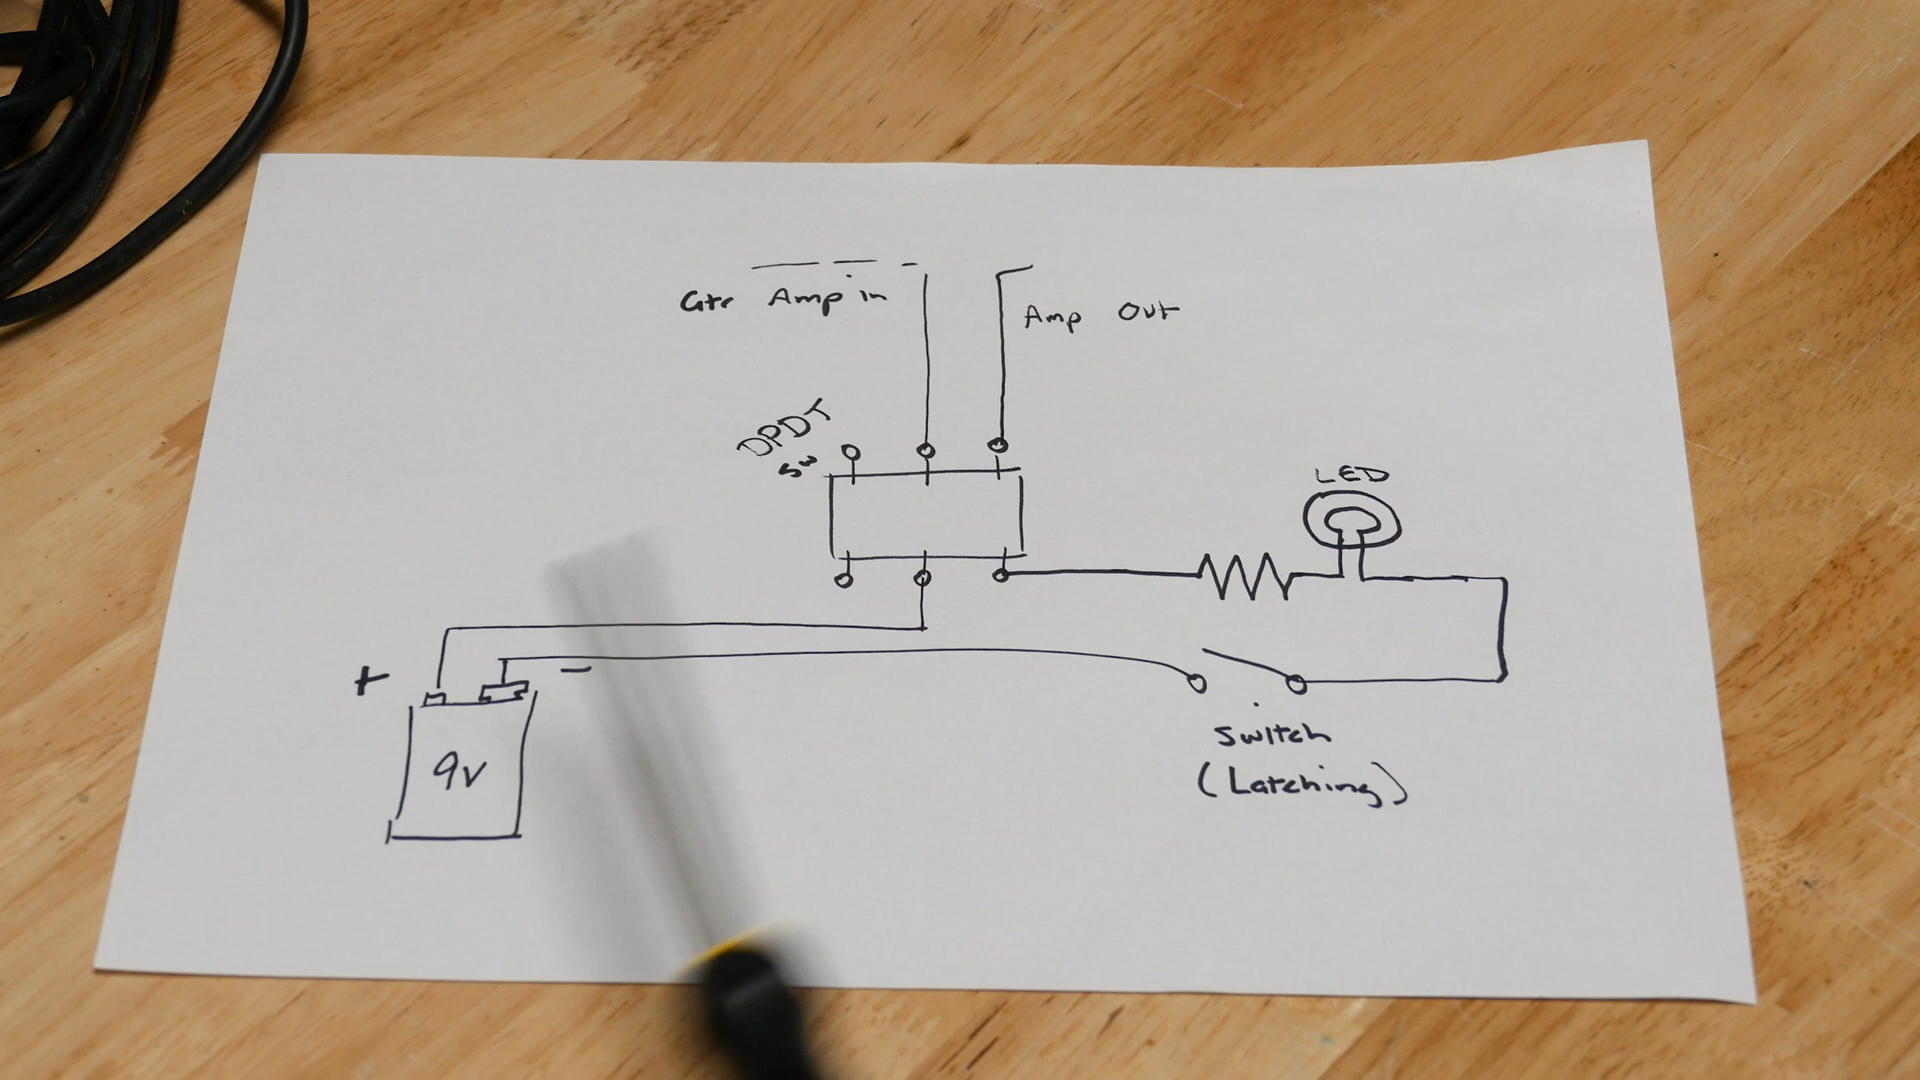 Gtr Amp in
Amp Out
DPDT
SW
LED
+
-
9V
Switch
(Latching)